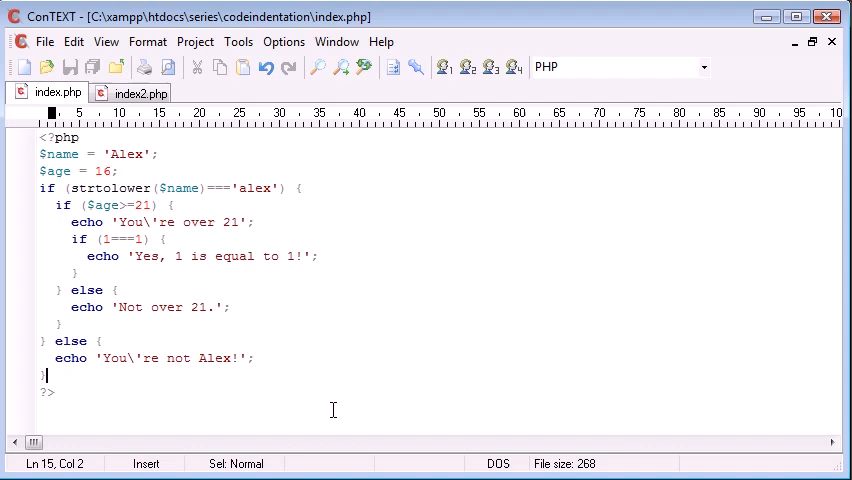 ConTEXT - [C:\xampp\htdocs\series\codeindentation\index.php]
File Edit View Format Project Tools Options Window Help
1 2 3 4 PHP
index.php index2.php
5 10 15 20 25 30 35 40 45 50 55 60 65 70 75 80 85 90 95 10
<?php
$name = 'Alex';
$age = 16;
if (strtolower($name)==='alex') {
  if ($age>=21) {
    echo 'You\'re over 21';
    if (1===1) {
      echo 'Yes, 1 is equal to 1!';
    }
  } else {
    echo 'Not over 21.';
  }
} else {
  echo 'You\'re not Alex!';
}
?>
Ln 15, Col 2 Insert Sel: Normal DOS File size: 268